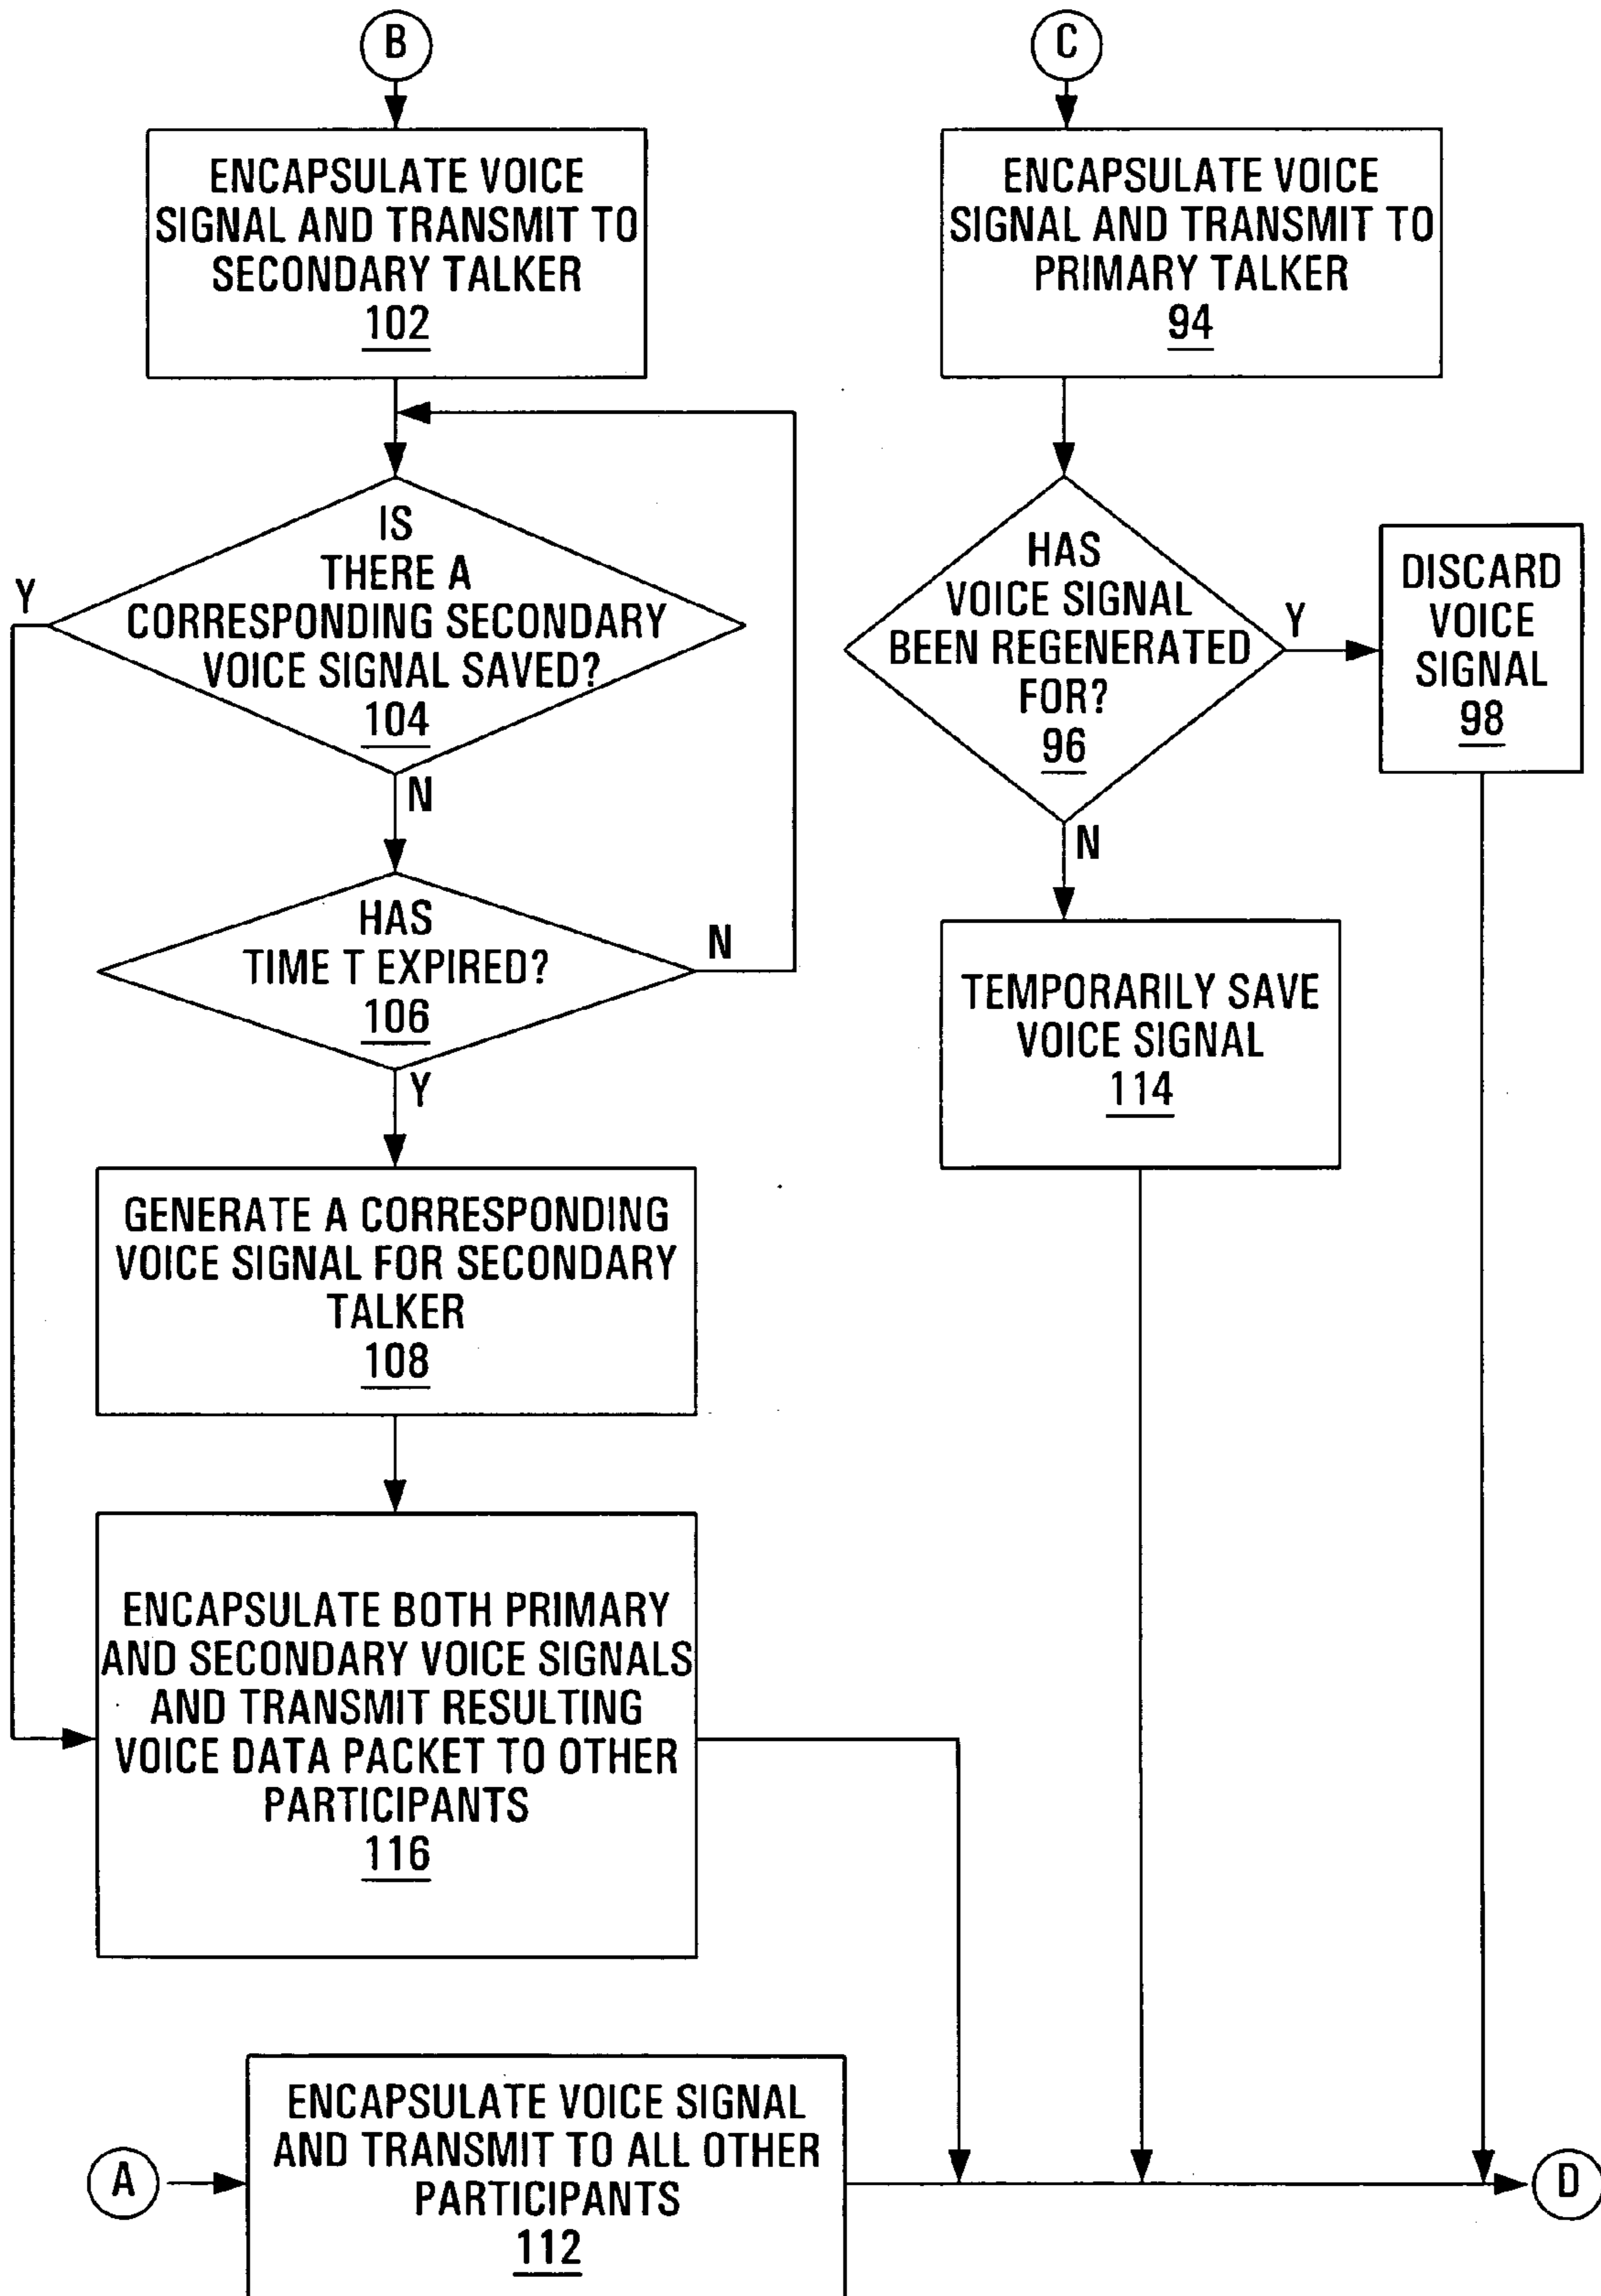 B
ENCAPSULATE VOICE
SIGNAL AND TRANSMIT TO
SECONDARY TALKER
102
IS
THERE A
CORRESPONDING SECONDARY
VOICE SIGNAL SAVED?
104
Y
N
HAS
TIME T EXPIRED?
106
N
Y
GENERATE A CORRESPONDING
VOICE SIGNAL FOR SECONDARY
TALKER
108
ENCAPSULATE BOTH PRIMARY
AND SECONDARY VOICE SIGNALS
AND TRANSMIT RESULTING
VOICE DATA PACKET TO OTHER
PARTICIPANTS
116
C
ENCAPSULATE VOICE
SIGNAL AND TRANSMIT TO
PRIMARY TALKER
94
HAS
VOICE SIGNAL
BEEN REGENERATED
FOR?
96
Y
DISCARD
VOICE
SIGNAL
98
N
TEMPORARILY SAVE
VOICE SIGNAL
114
A
ENCAPSULATE VOICE SIGNAL
AND TRANSMIT TO ALL OTHER
PARTICIPANTS
112
D